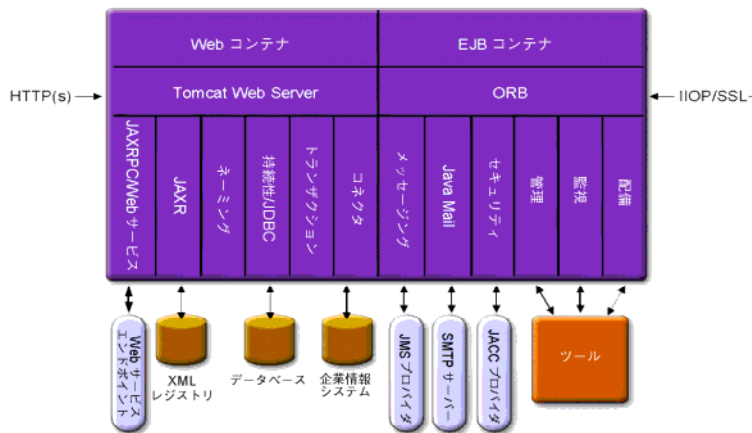 Web コンテナ
EJB コンテナ
HTTP(s)
Tomcat Web Server
ORB
IIOP/SSL
JAXRPC/Webサービス
JAXR
ネーミング
持続性/JDBC
トランザクション
コネクタ
メッセージング
Java Mail
セキュリティ
管理
監視
配備
Web サービス
エンドポイント
XML
レジストリ
データベース
企業情報
システム
JMS プロバイダ
SMTP サーバー
JACC プロバイダ
ツール